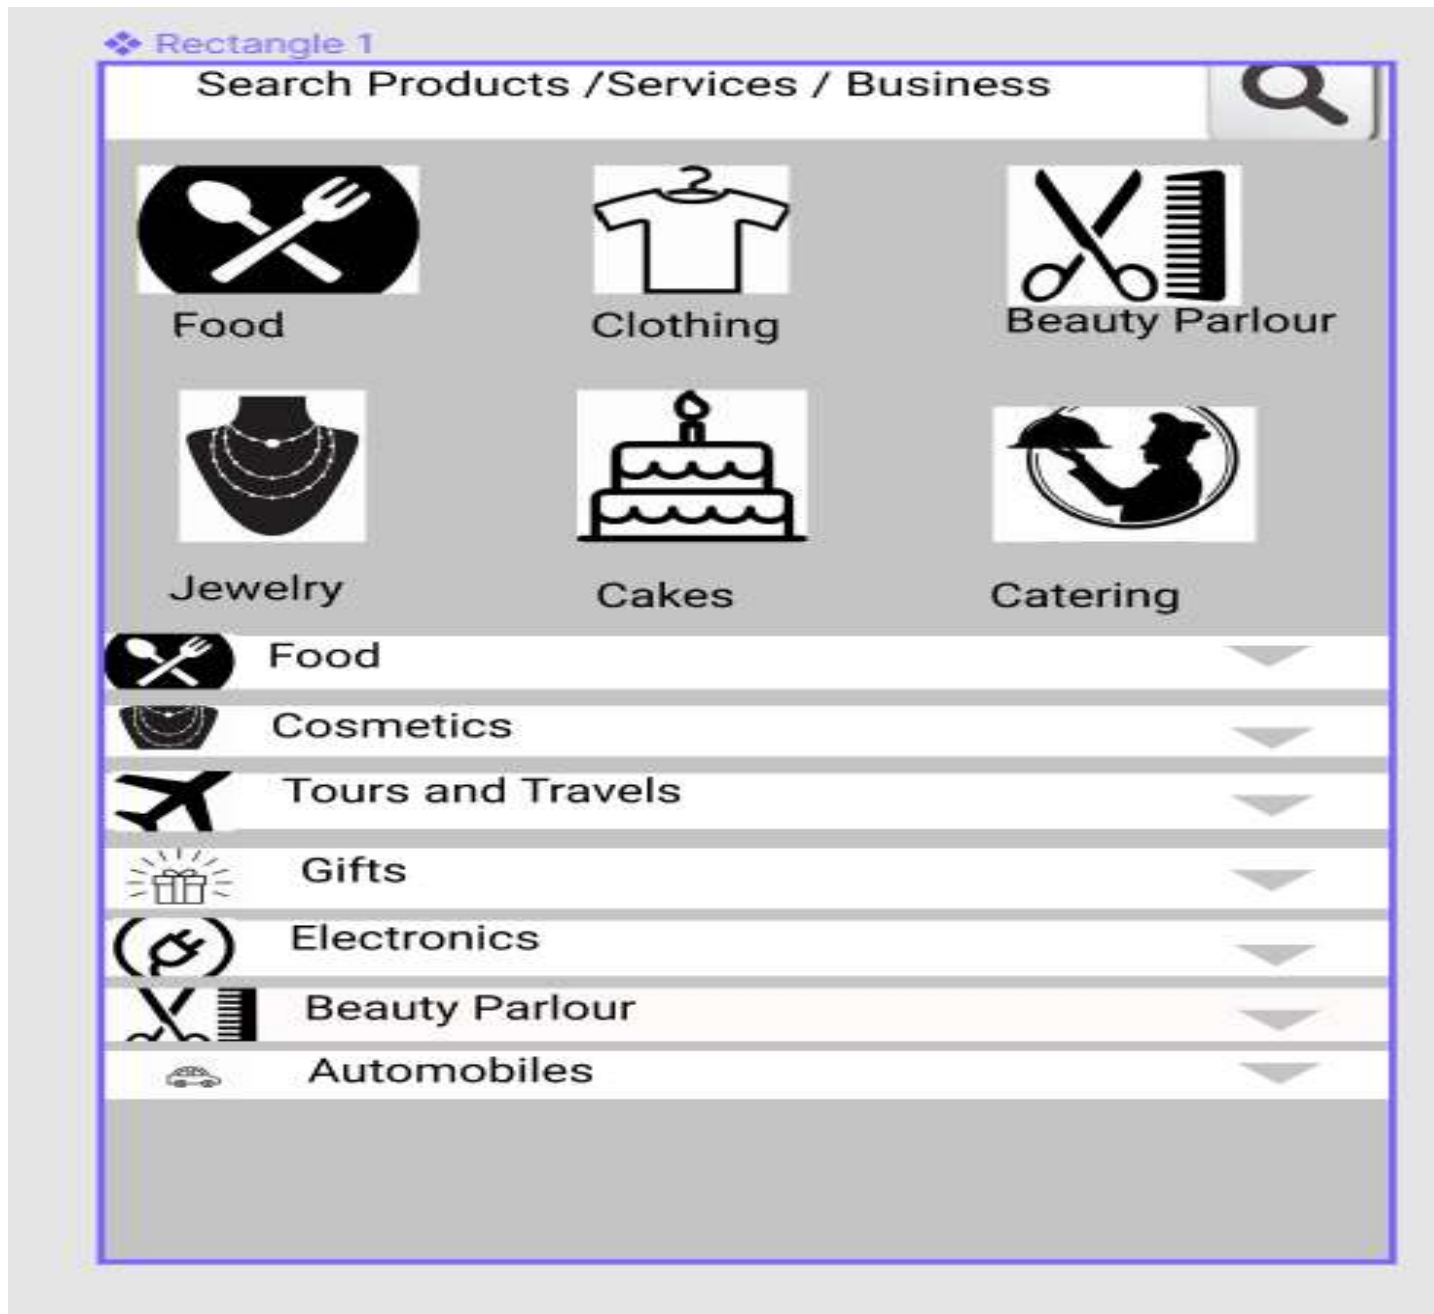 Rectangle 1
Search Products /Services / Business
Food Clothing Beauty Parlour
Jewelry Cakes Catering
Food
Cosmetics
Tours and Travels
Gifts
Electronics
Beauty Parlour
Automobiles